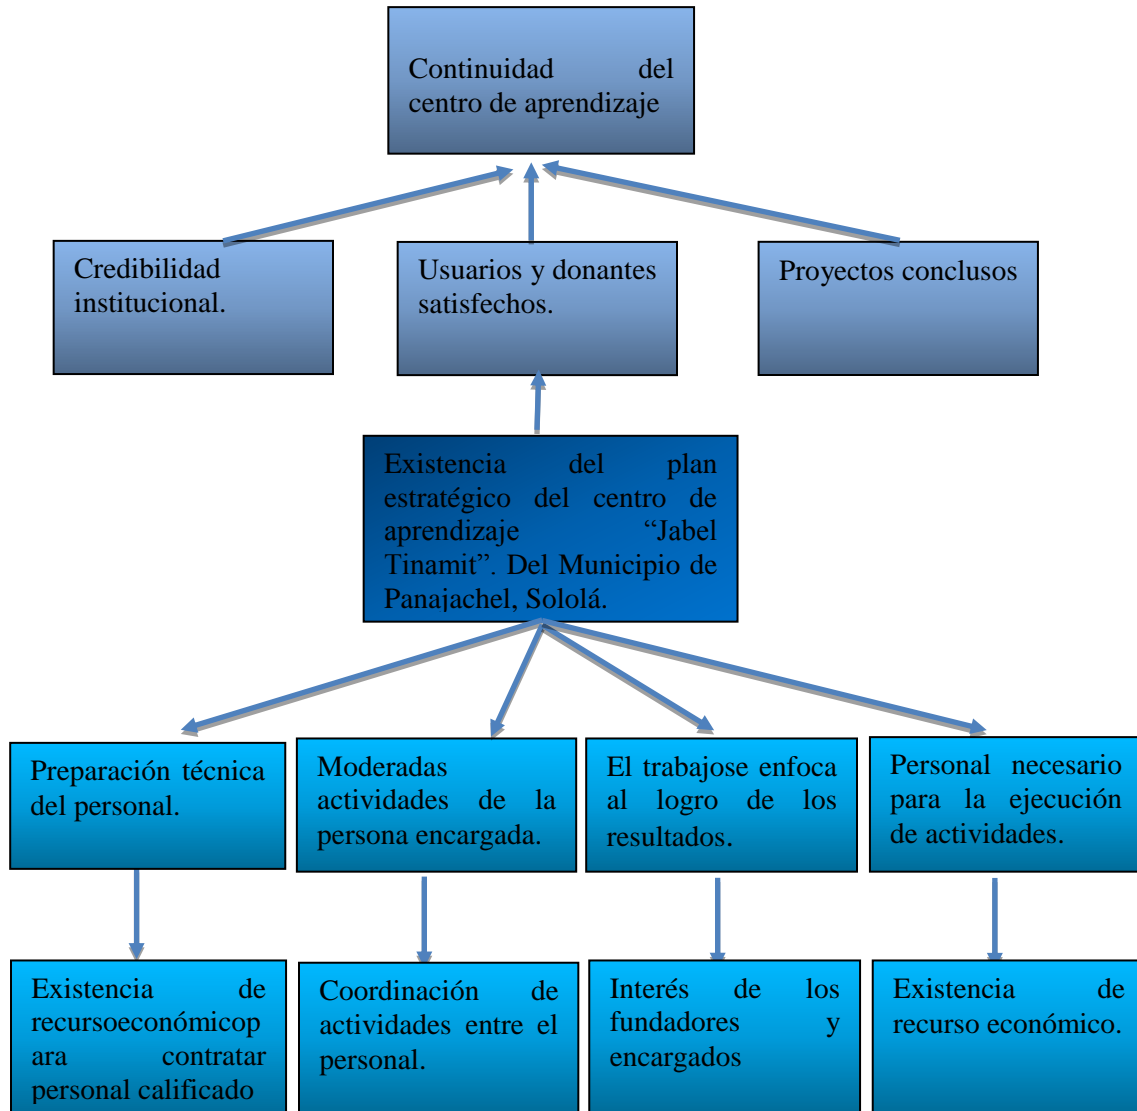 Continuidad del
centro de aprendizaje
Credibilidad
institucional.
Usuarios y donantes
satisfechos.
Proyectos conclusos
Existencia del plan
estratégico del centro de
aprendizaje “Jabel
Tinamit”. Del Municipio de
Panajachel, Sololá.
Preparación técnica
del personal.
Moderadas
actividades de la
persona encargada.
El trabajose enfoca
al logro de los
resultados.
Personal necesario
para la ejecución
de actividades.
Existencia de
recursoeconómicop
ara contratar
personal calificado
Coordinación de
actividades entre el
personal.
Interés de los
fundadores y
encargados
Existencia de
recurso económico.